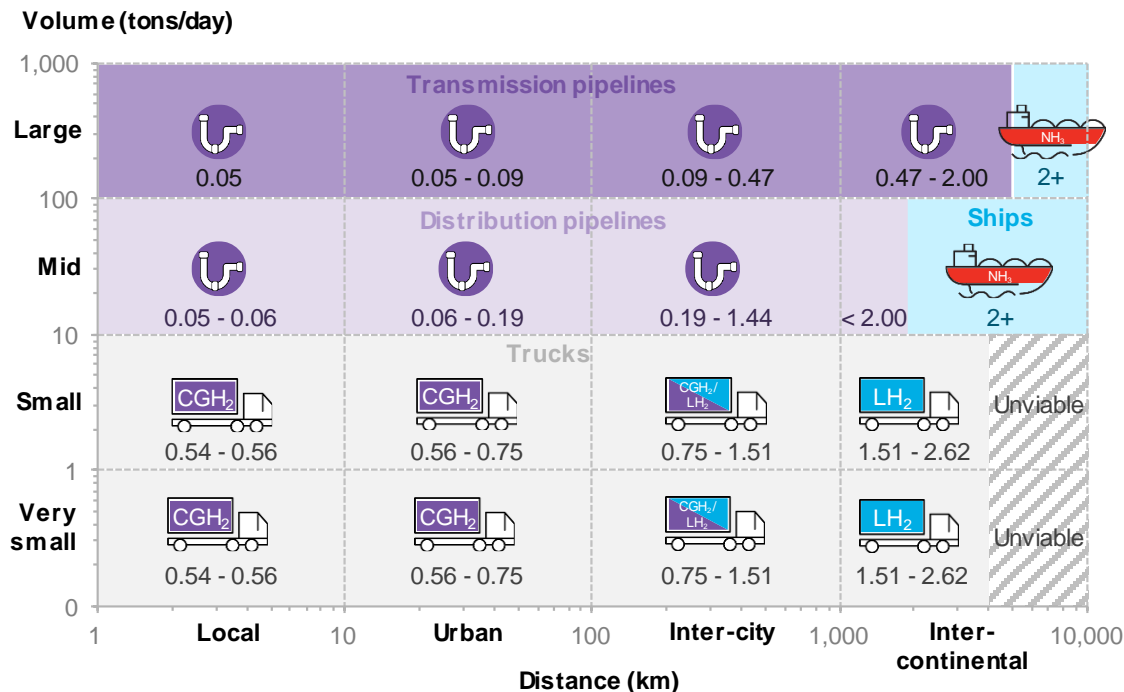 Volume (tons/day)
1,000
Transmission pipelines
Large
NH₃
0.05
0.05 - 0.09
0.09 - 0.47
0.47 - 2.00
2+
100
Distribution pipelines
Ships
Mid
NH₃
0.05 - 0.06
0.06 - 0.19
0.19 - 1.44
< 2.00
2+
10
Trucks
Small
CGH₂
CGH₂
CGH₂/
LH₂
LH₂
Unviable
0.54 - 0.56
0.56 - 0.75
0.75 - 1.51
1.51 - 2.62
1
Very
small
CGH₂
CGH₂
CGH₂/
LH₂
LH₂
Unviable
0.54 - 0.56
0.56 - 0.75
0.75 - 1.51
1.51 - 2.62
0
1
Local
10
Urban
100
Inter-city
1,000
Inter-
continental
10,000
Distance (km)